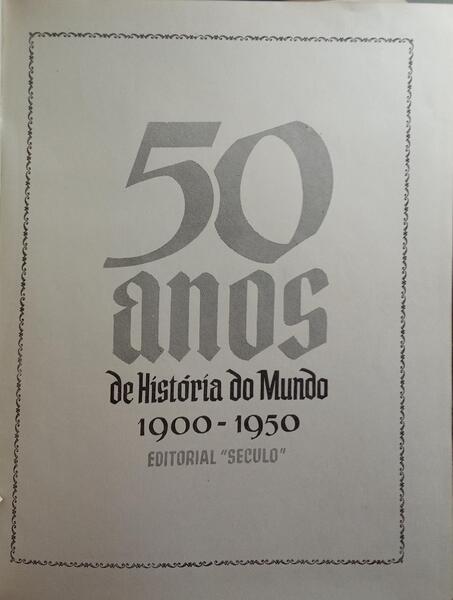 50
anos
de História do Mundo
1900 - 1950
EDITORIAL "SECULO"